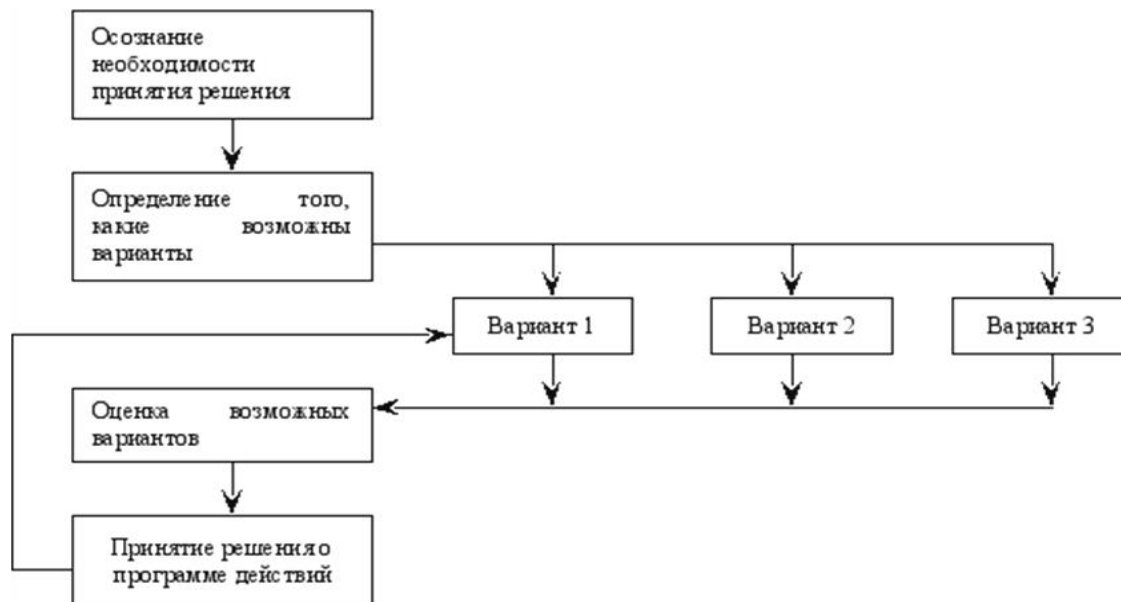 Осознание
необходимости
принятия решения
Определение того,
какие возможны
варианты
Вариант 1
Вариант 2
Вариант 3
Оценка возможных
вариантов
Принятие решения о
программе действий